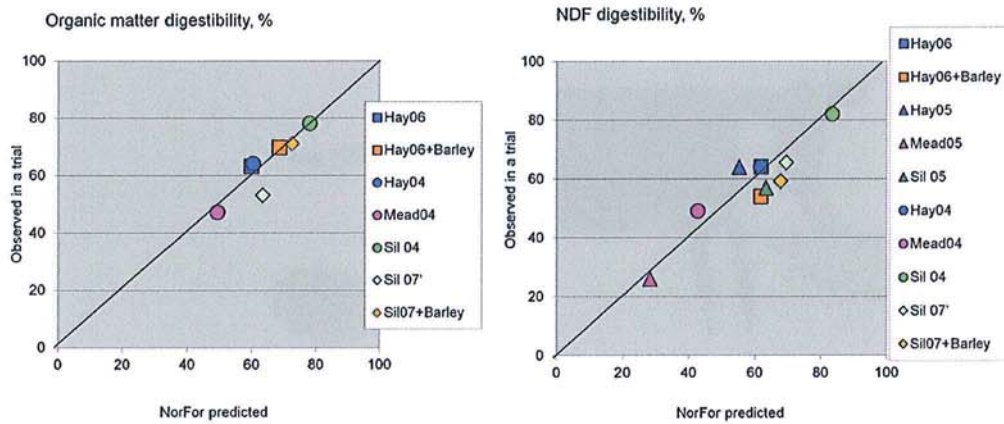 Organic matter digestibility, %
100
80
60
40
20
0
0 20 40 60 80 100
Observed in a trial
NorFor predicted
Hay06
Hay06+Barley
Hay04
Mead04
Sil 04
Sil 07'
Sil07+Barley
NDF digestibility, %
100
80
60
40
20
0
0 20 40 60 80 100
Observed in a trial
NorFor predicted
Hay06
Hay06+Barley
Hay05
Mead05
Sil 05
Hay04
Mead04
Sil 04
Sil 07'
Sil07+Barley